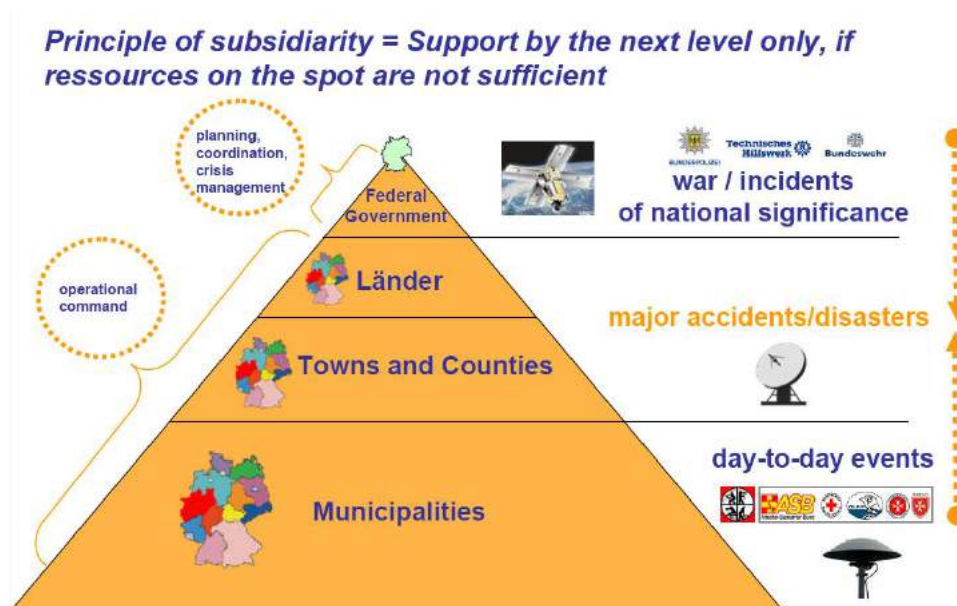 Principle of subsidiarity = Support by the next level only, if
ressources on the spot are not sufficient
planning,
coordination,
crisis
management
Federal
Government
BUNDESPOLIZEI
Technisches
Hilfswerk
Bundeswehr
war / incidents
of national significance
Länder
operational
command
major accidents/disasters
Towns and Counties
day-to-day events
ASB
Municipalities